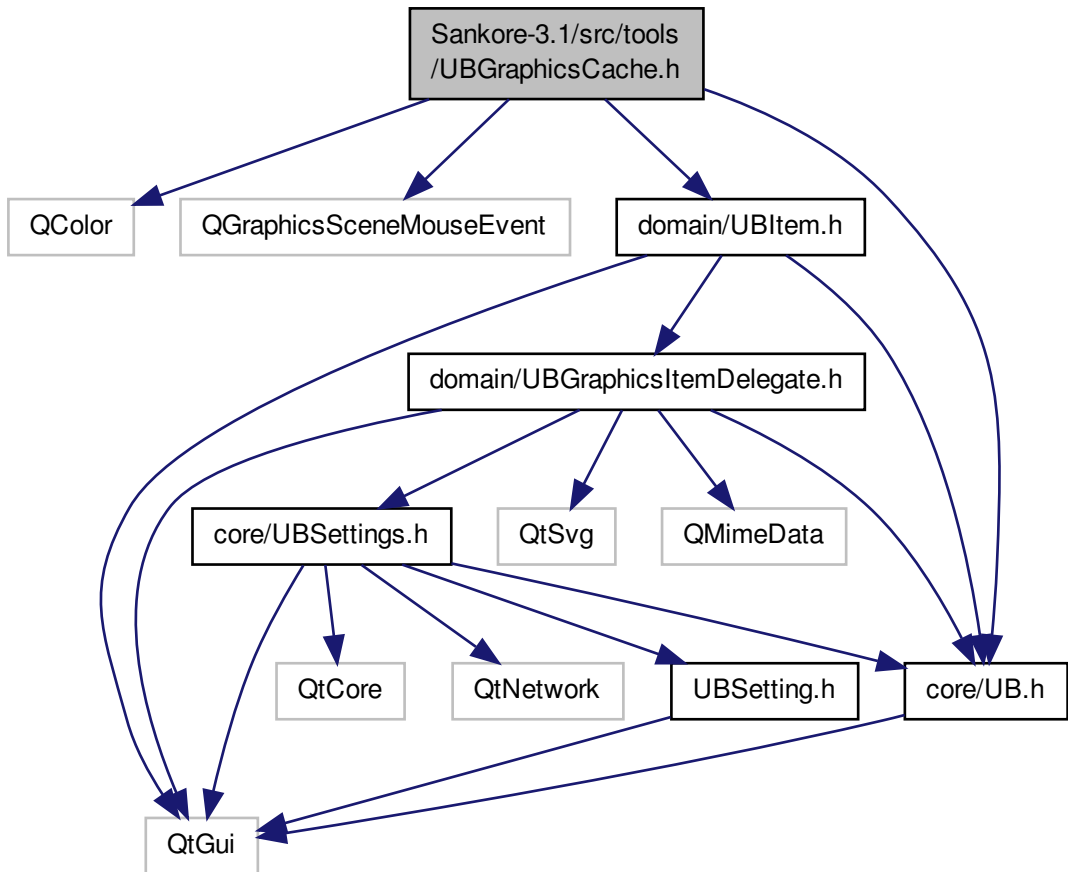 Sankore-3.1/src/tools
/UBGraphicsCache.h
QColor
QGraphicsSceneMouseEvent
domain/UBItem.h
domain/UBGraphicsItemDelegate.h
core/UBSettings.h
QtSvg
QMimeData
QtCore
QtNetwork
UBSetting.h
core/UB.h
QtGui